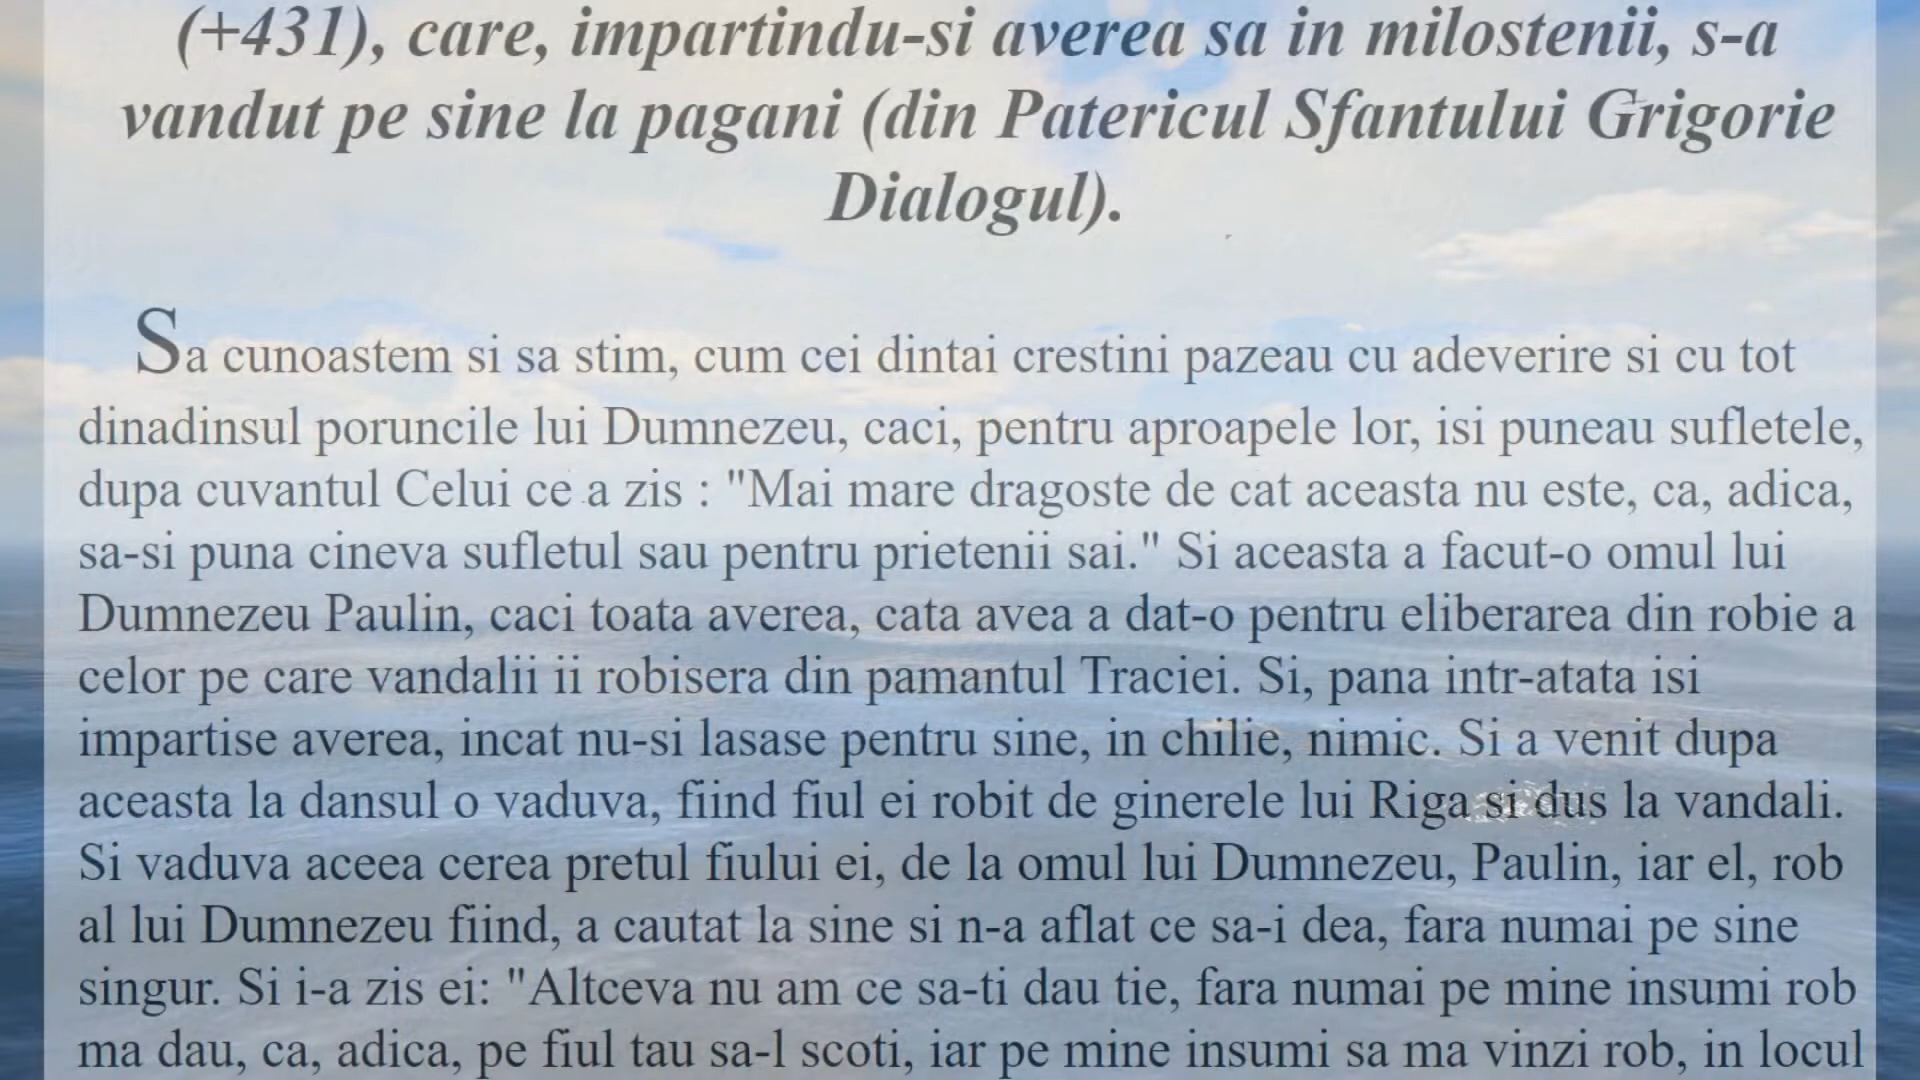 (+431), care, impartindu-si averea sa in milostenii, s-a
vandut pe sine la pagani (din Patericul Sfantului Grigorie
Dialogul).
Sa cunoastem si sa stim, cum cei dintai crestini pazeau cu adeverire si cu tot
dinadinsul poruncile lui Dumnezeu, caci, pentru aproapele lor, isi puneau sufletele,
dupa cuvantul Celui ce a zis : "Mai mare dragoste de cat aceasta nu este, ca, adica,
sa-si puna cineva sufletul sau pentru prietenii sai." Si aceasta a facut-o omul lui
Dumnezeu Paulin, caci toata averea, cata avea a dat-o pentru eliberarea din robie a
celor pe care vandalii ii robisera din pamantul Traciei. Si, pana intr-atata isi
impartise averea, incat nu-si lasase pentru sine, in chilie, nimic. Si a venit dupa
aceasta la dansul o vaduva, fiind fiul ei robit de ginerele lui Riga si dus la vandali.
Si vaduva aceea cerea pretul fiului ei, de la omul lui Dumnezeu, Paulin, iar el, rob
al lui Dumnezeu fiind, a cautat la sine si n-a aflat ce sa-i dea, fara numai pe sine
singur. Si i-a zis ei: "Altceva nu am ce sa-ti dau tie, fara numai pe mine insumi rob
ma dau, ca, adica, pe fiul tau sa-l scoti, iar pe mine insumi sa ma vinzi rob, in locul